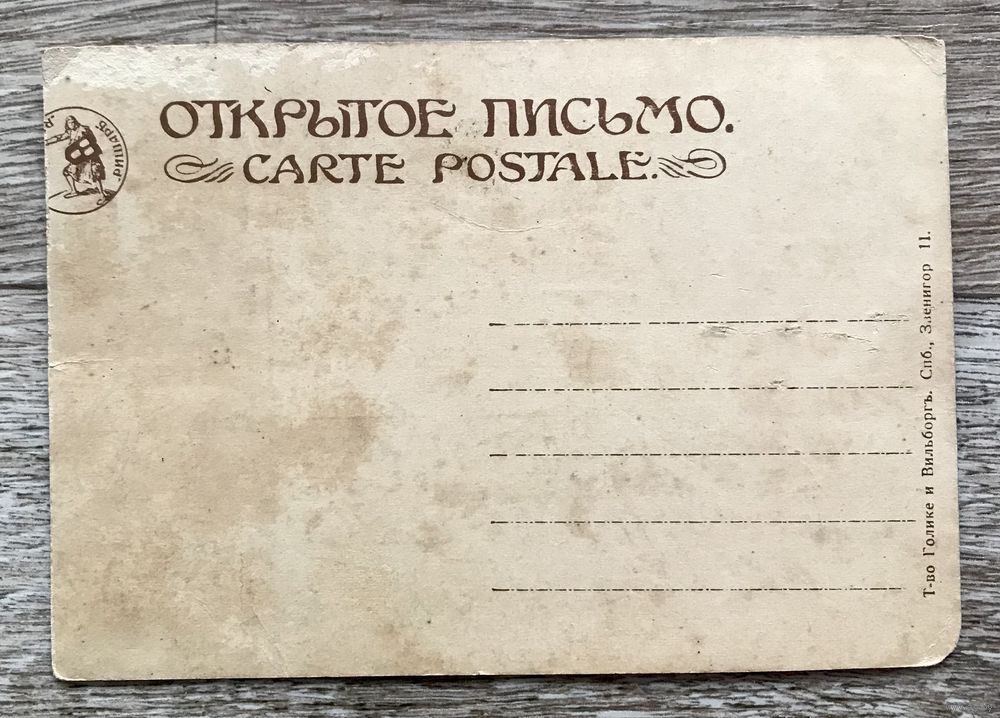 ОТКРЫТОЕ ПИСЬМО.
CARTE POSTALE.
Т-во Голике и Вильборгъ. Спб., Звенигор 11.